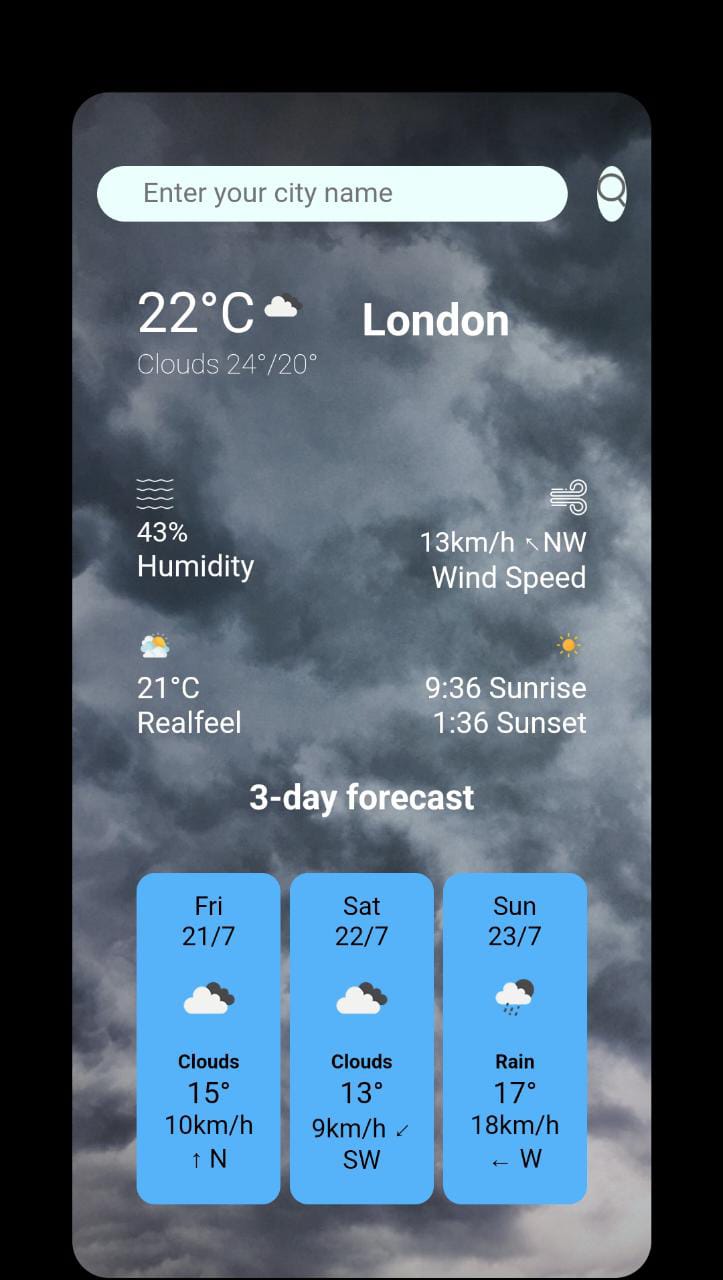 Enter your city name
22°C
London
Clouds 24°/20°
43%
Humidity
13km/h ↖NW
Wind Speed
21°C
Realfeel
9:36 Sunrise
1:36 Sunset
3-day forecast
Fri
21/7
Clouds
15°
10km/h
↑ N
Sat
22/7
Clouds
13°
9km/h ↙
SW
Sun
23/7
Rain
17°
18km/h
← W